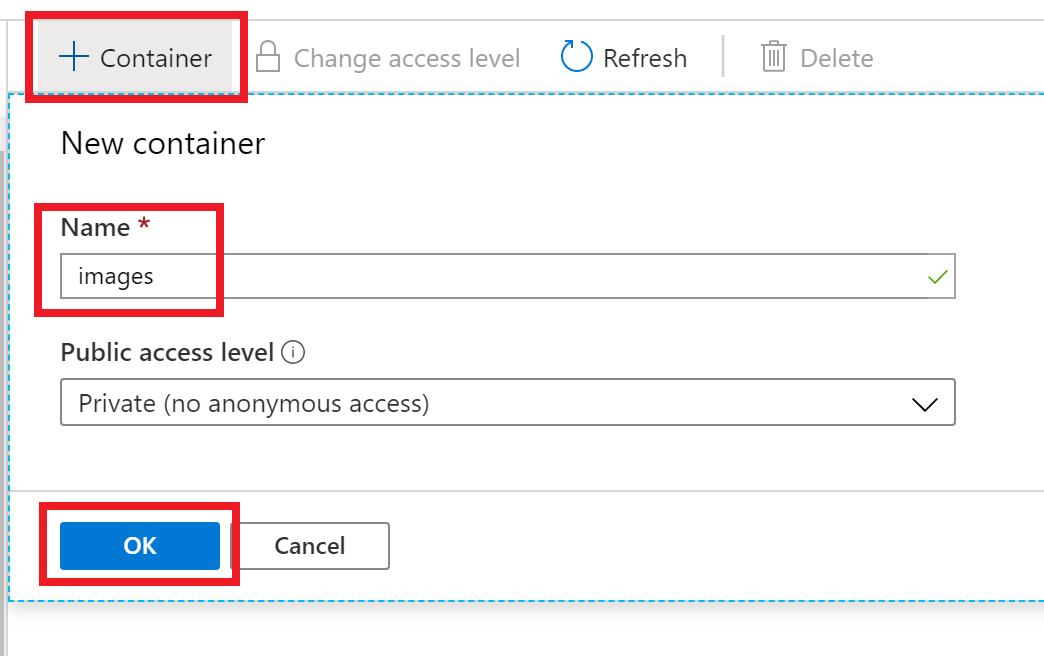 + Container Change access level Refresh Delete
New container
Name *
images
Public access level
Private (no anonymous access)
OK Cancel